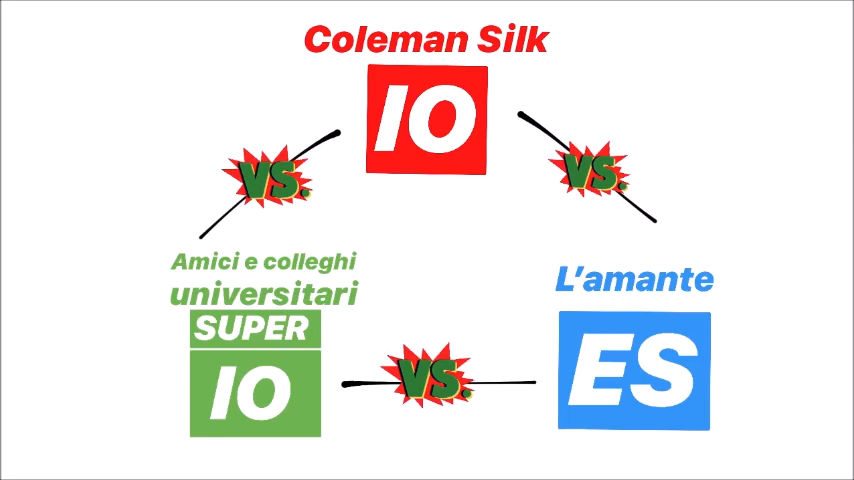 Coleman Silk
IO
VS.
VS.
Amici e colleghi
universitari
SUPER
IO
L'amante
ES
VS.